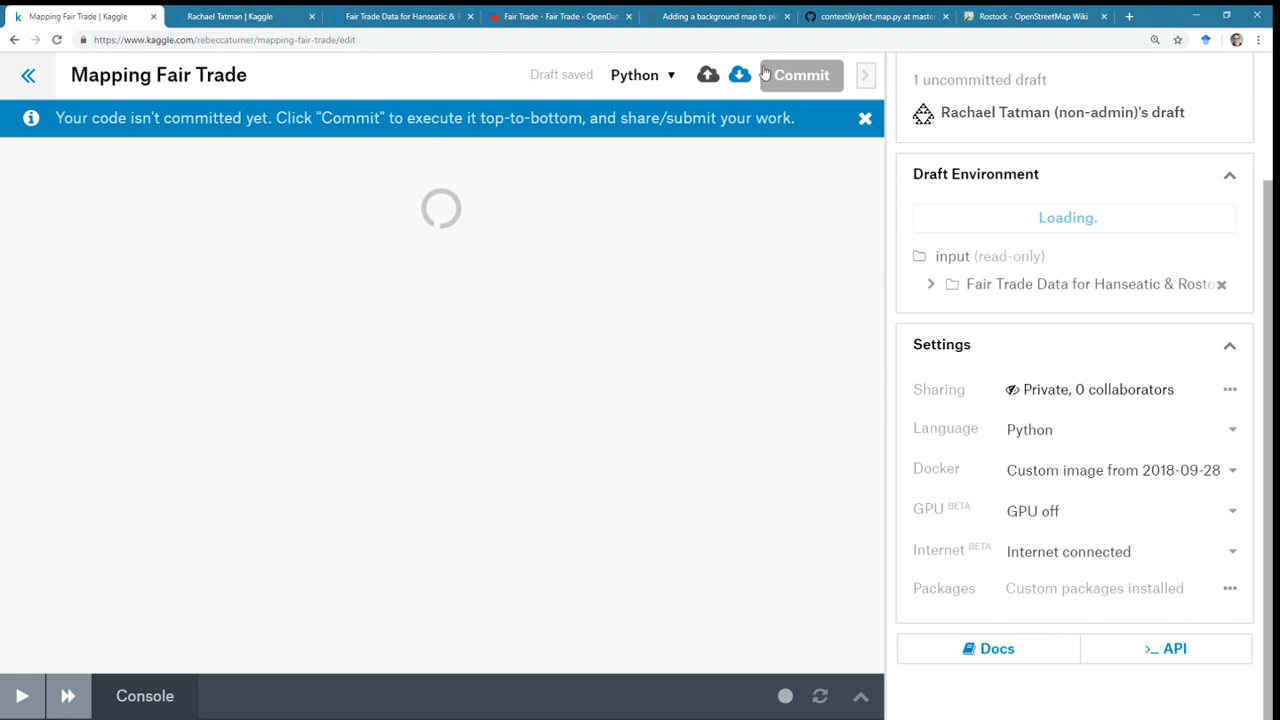 Mapping Fair Trade | Kaggle
Rachael Tatman | Kaggle
Fair Trade Data for Hanseatic & R
Fair Trade - Fair Trade - OpenDat
Adding a background map to plo
contextily/plot_map.py at master
Rostock - OpenStreetMap Wiki
https://www.kaggle.com/rebeccaturner/mapping-fair-trade/edit
Mapping Fair Trade
Draft saved
Python
Commit
Your code isn't committed yet. Click "Commit" to execute it top-to-bottom, and share/submit your work.
1 uncommitted draft
Rachael Tatman (non-admin)'s draft
Draft Environment
Loading.
input (read-only)
Fair Trade Data for Hanseatic & Rosto
Settings
Sharing Private, 0 collaborators
Language Python
Docker Custom image from 2018-09-28
GPU BETA GPU off
Internet BETA Internet connected
Packages Custom packages installed
Docs
>_ API
Console